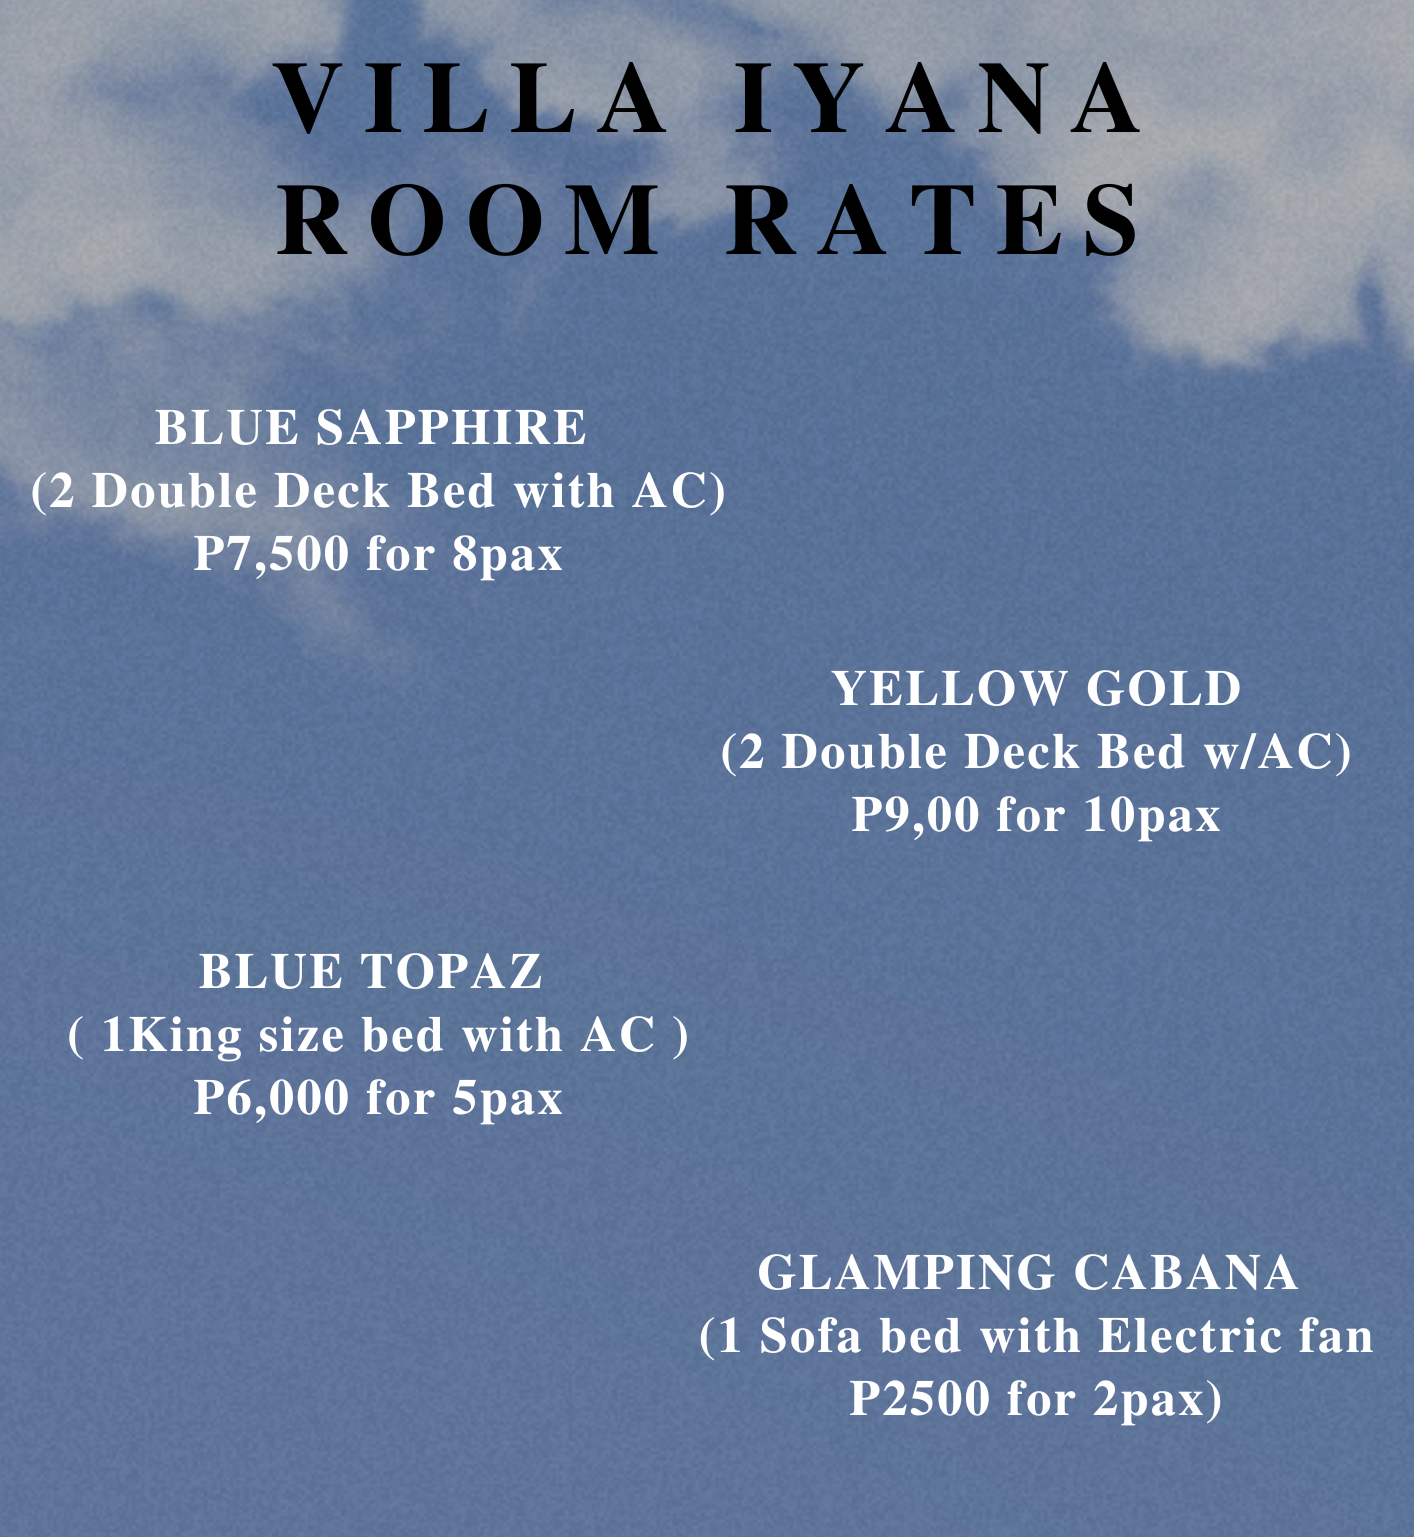 VILLA IYANA
ROOM RATES
BLUE SAPPHIRE
(2 Double Deck Bed with AC)
P7,500 for 8pax
YELLOW GOLD
(2 Double Deck Bed w/AC)
P9,00 for 10pax
BLUE TOPAZ
( 1King size bed with AC )
P6,000 for 5pax
GLAMPING CABANA
(1 Sofa bed with Electric fan
P2500 for 2pax)